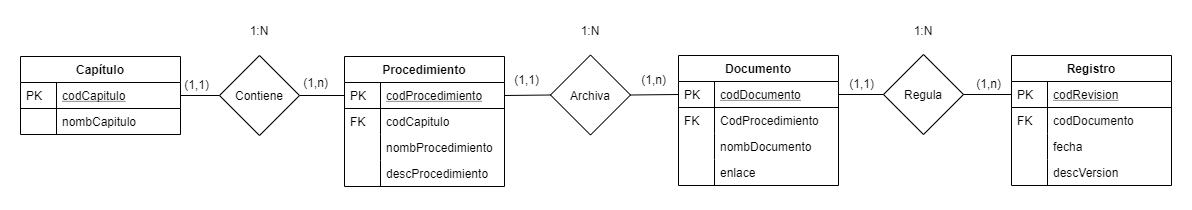 1:N
1:N
1:N
Capítulo
PK codCapitulo
nombCapitulo
(1,1)
Contiene
(1,n)
Procedimiento
PK codProcedimiento
FK codCapitulo
nombProcedimiento
descProcedimiento
(1,1)
Archiva
(1,n)
Documento
PK codDocumento
FK CodProcedimiento
nombDocumento
enlace
(1,1)
Regula
(1,n)
Registro
PK codRevision
FK codDocumento
fecha
descVersion